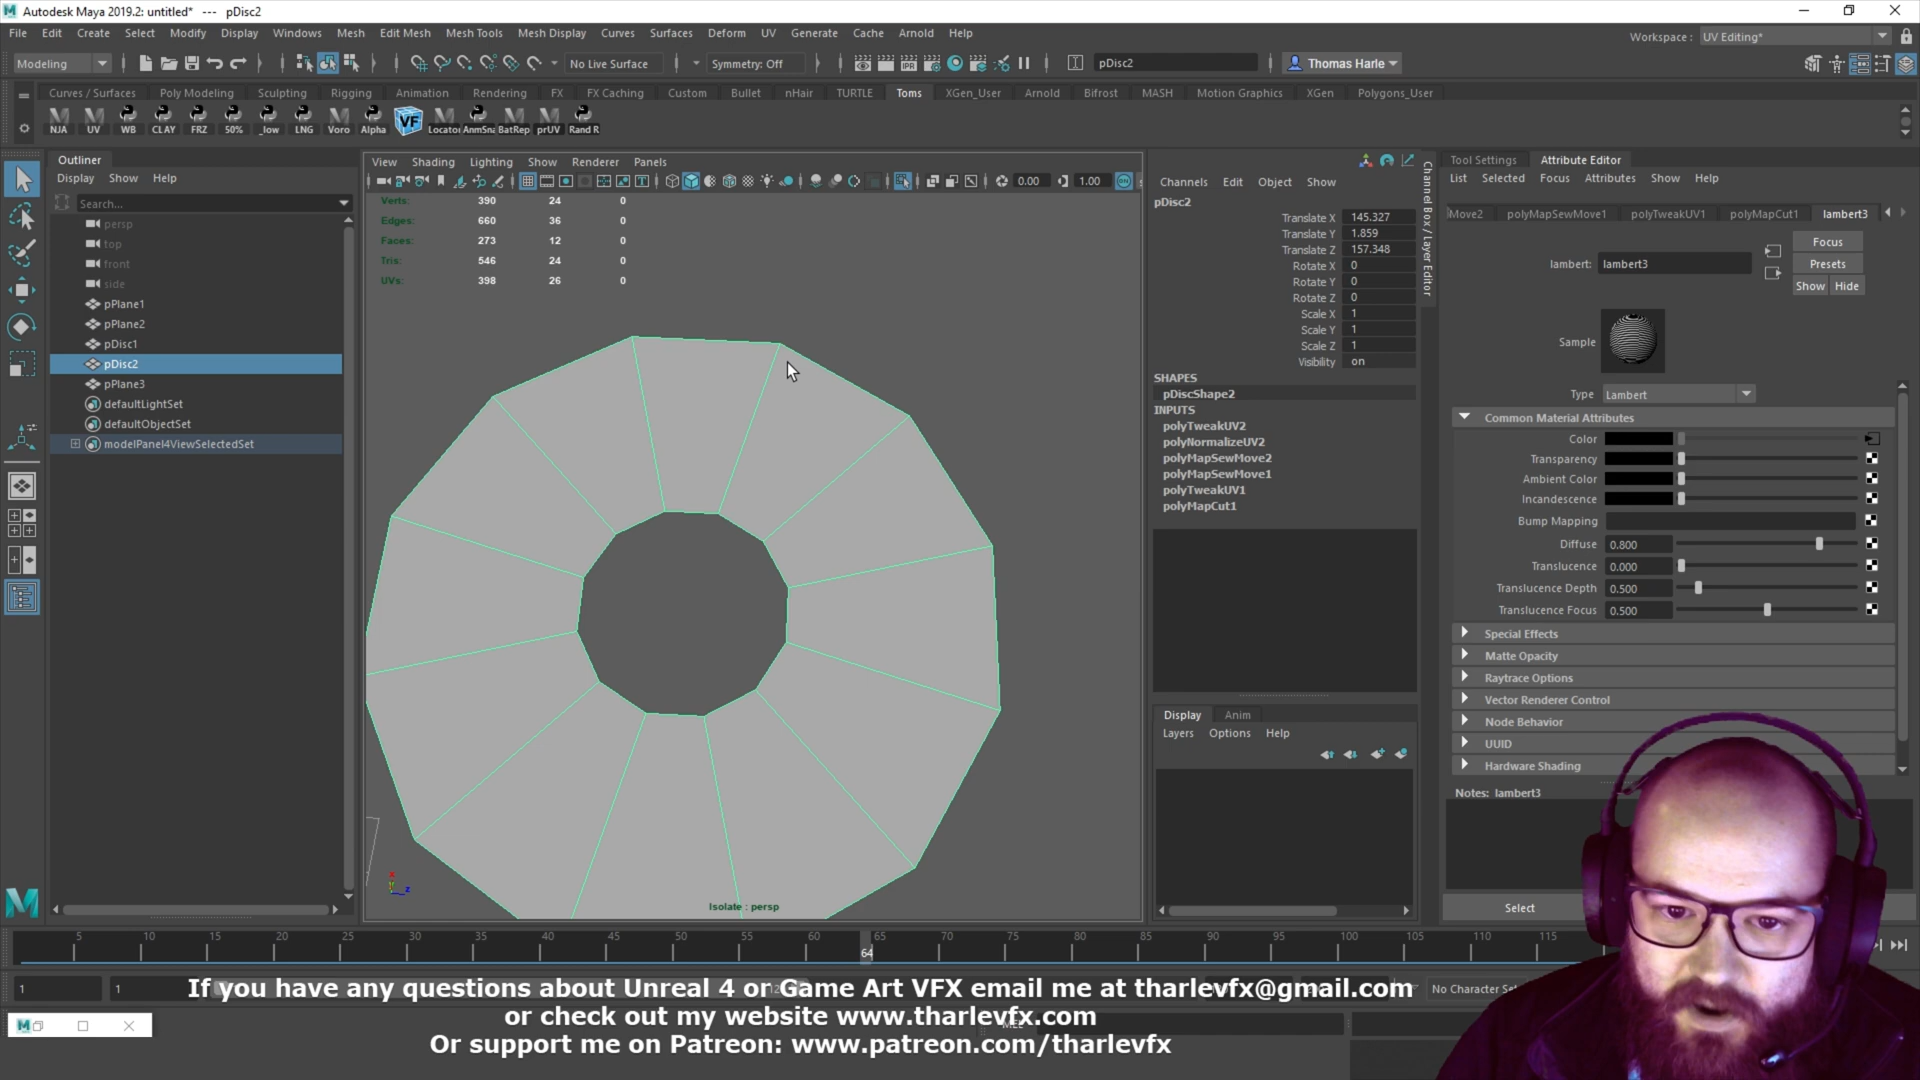 Autodesk Maya 2019.2: untitled* --- pDisc2
File Edit Create Select Modify Display Windows Mesh Edit Mesh Mesh Tools Mesh Display Curves Surfaces Deform UV Generate Cache Arnold Help
Workspace : UV Editing*
Modeling No Live Surface Symmetry: Off pDisc2 Thomas Harle
Curves / Surfaces Poly Modeling Sculpting Rigging Animation Rendering FX FX Caching Custom Bullet nHair TURTLE Toms XGen_User Arnold Bifrost MASH Motion Graphics XGen Polygons_User
NJA UV WB CLAY FRZ 50% _low LNG Voro Alpha VF Locator AnmSna BatRep prUV Rand R
Outliner
Display Show Help
Search...
persp
top
front
side
pPlane1
pPlane2
pDisc1
pDisc2
pPlane3
defaultLightSet
defaultObjectSet
modelPanel4ViewSelectedSet
View Shading Lighting Show Renderer Panels
0.00 1.00
Verts: 390 24 0
Edges: 660 36 0
Faces: 273 12 0
Tris: 546 24 0
UVs: 398 26 0
Isolate : persp
Channels Edit Object Show
pDisc2
Translate X 145.327
Translate Y 1.859
Translate Z 157.348
Rotate X 0
Rotate Y 0
Rotate Z 0
Scale X 1
Scale Y 1
Scale Z 1
Visibility on
SHAPES
pDiscShape2
INPUTS
polyTweakUV2
polyNormalizeUV2
polyMapSewMove2
polyMapSewMove1
polyTweakUV1
polyMapCut1
Display Anim
Layers Options Help
Channel Box / Layer Editor
Tool Settings Attribute Editor
List Selected Focus Attributes Show Help
Move2 polyMapSewMove1 polyTweakUV1 polyMapCut1 lambert3
Focus
lambert: lambert3 Presets
Show Hide
Sample
Type Lambert
Common Material Attributes
Color
Transparency
Ambient Color
Incandescence
Bump Mapping
Diffuse 0.800
Translucence 0.000
Translucence Depth 0.500
Translucence Focus 0.500
Special Effects
Matte Opacity
Raytrace Options
Vector Renderer Control
Node Behavior
UUID
Hardware Shading
Notes: lambert3
Select
5 10 15 20 25 30 35 40 45 50 55 60 65 70 75 80 85 90 95 100 105 110 115
64
1 1 No Character Set
If you have any questions about Unreal 4 or Game Art VFX email me at tharlevfx@gmail.com
or check out my website www.tharlevfx.com
Or support me on Patreon: www.patreon.com/tharlevfx